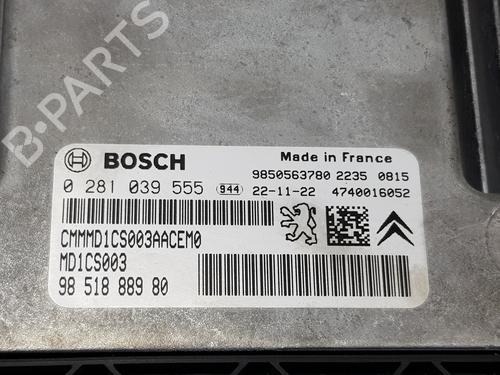 B-PARTS
BOSCH
Made in France
9850563780 2235 0815
0 281 039 555 944 22-11-22 4740016052
CMMMD1CS003AACEM0
MD1CS003
98 518 889 80